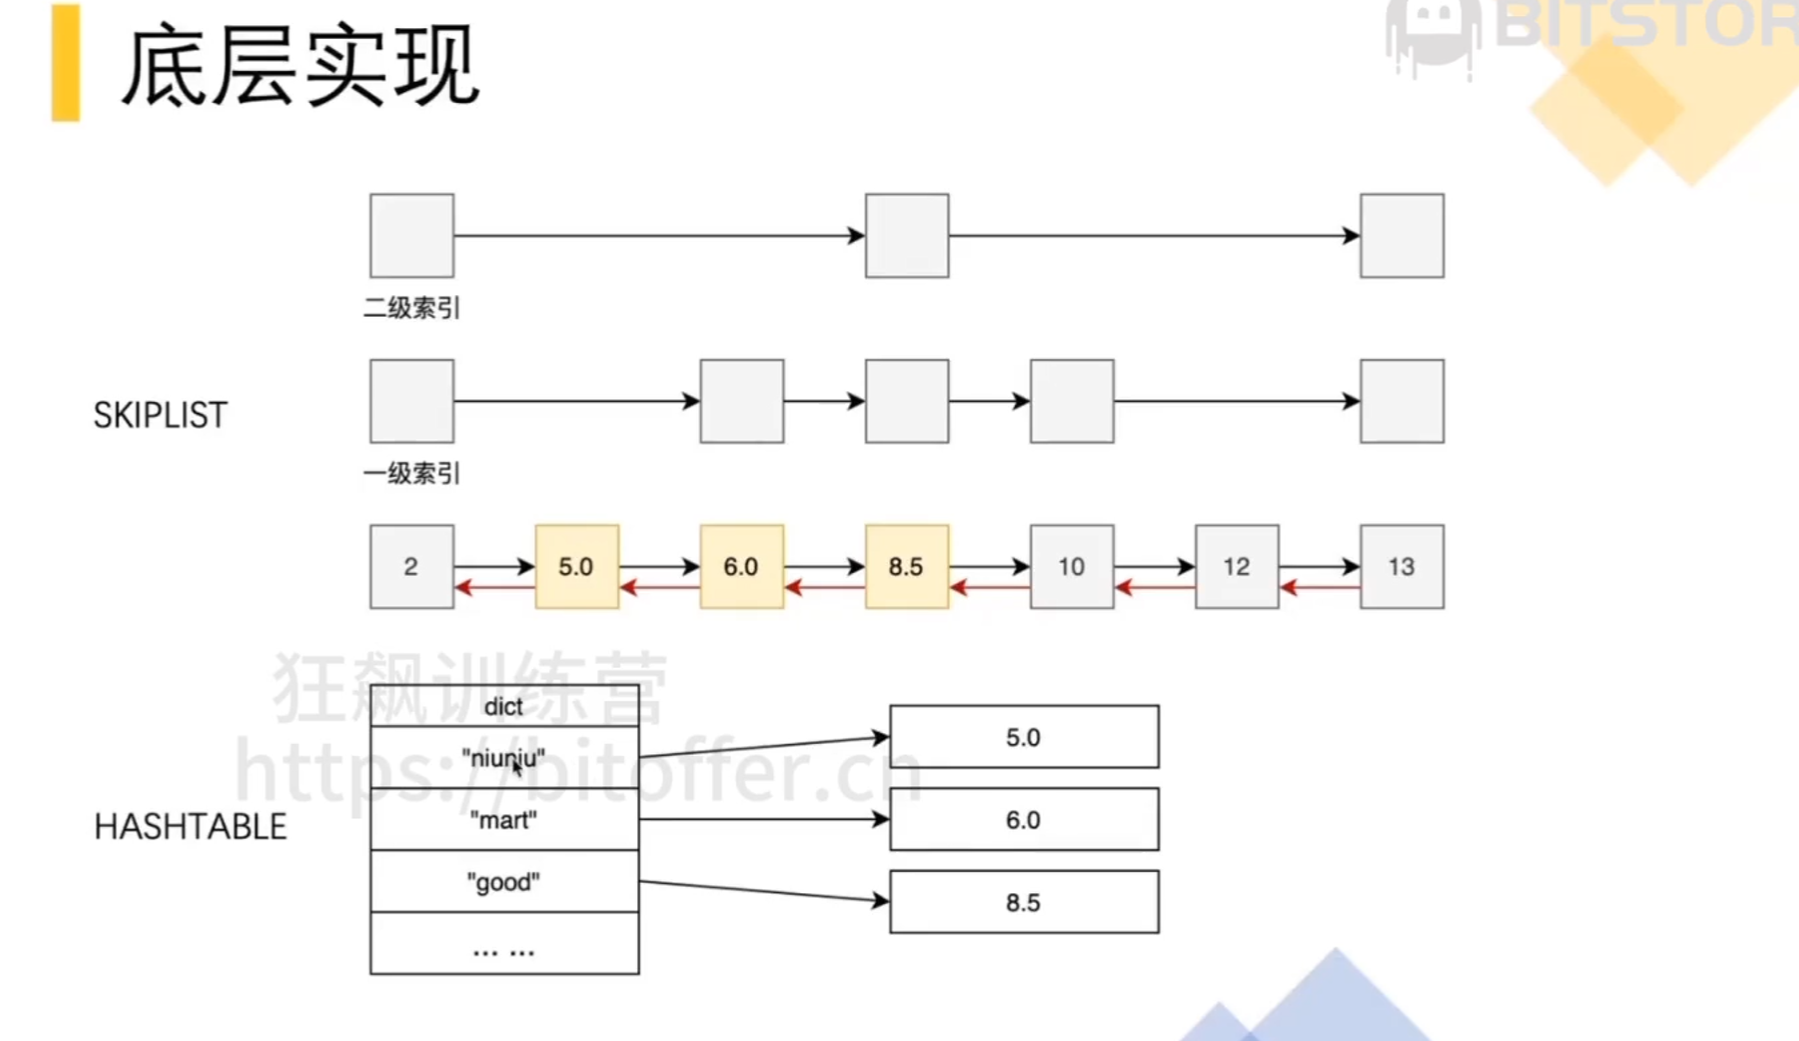 底层实现
BITSTOR
二级索引
SKIPLIST
一级索引
2
5.0
6.0
8.5
10
12
13
狂飙训练营
https://bitoffer.cn
dict
"niuniu"
5.0
"mart"
6.0
HASHTABLE
"good"
8.5
... ...